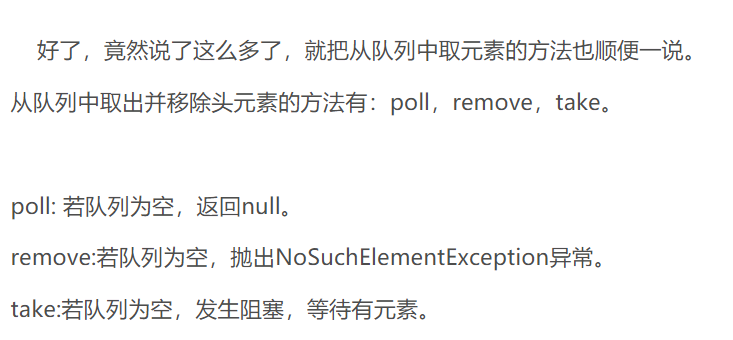 好了，竟然说了这么多了，就把从队列中取元素的方法也顺便一说。
从队列中取出并移除头元素的方法有：poll，remove，take。
poll: 若队列为空，返回null。
remove:若队列为空，抛出NoSuchElementException异常。
take:若队列为空，发生阻塞，等待有元素。